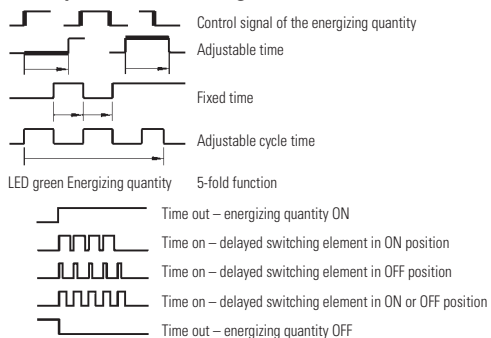 Control signal of the energizing quantity
Adjustable time
Fixed time
Adjustable cycle time
LED green Energizing quantity 5-fold function
Time out – energizing quantity ON
Time on – delayed switching element in ON position
Time on – delayed switching element in OFF position
Time on – delayed switching element in ON or OFF position
Time out – energizing quantity OFF